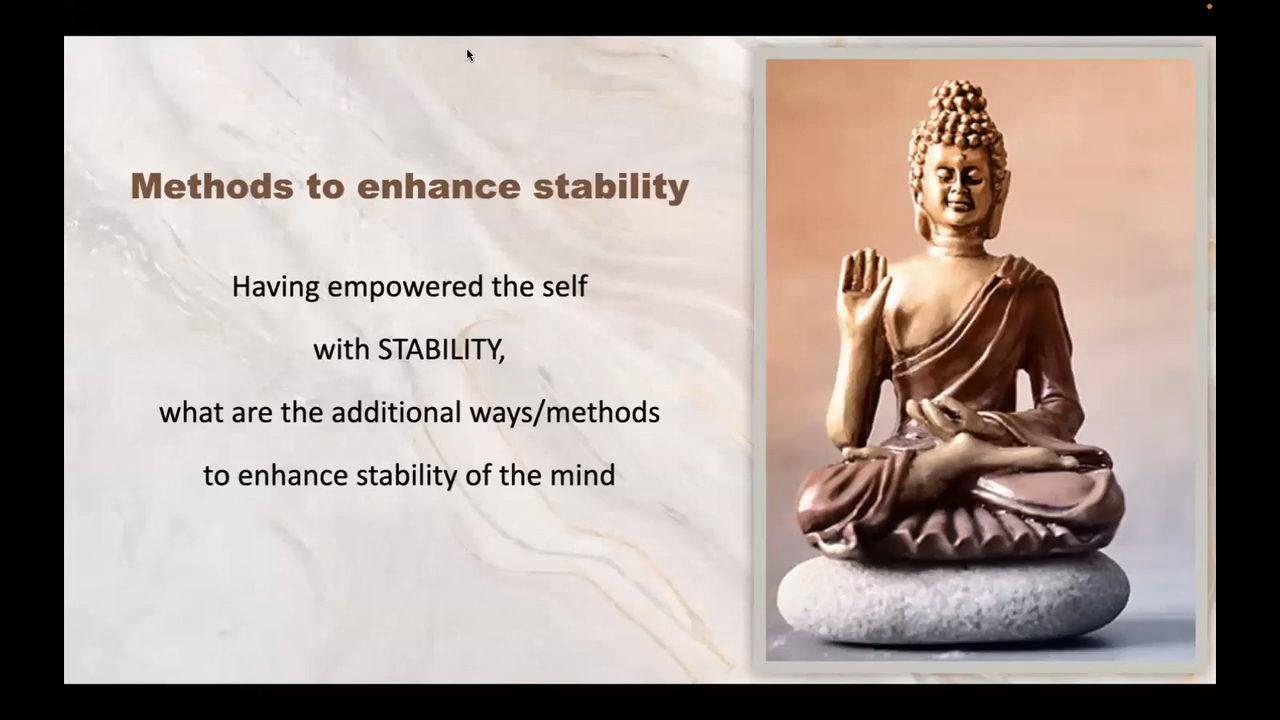 Methods to enhance stability
Having empowered the self
with STABILITY,
what are the additional ways/methods
to enhance stability of the mind